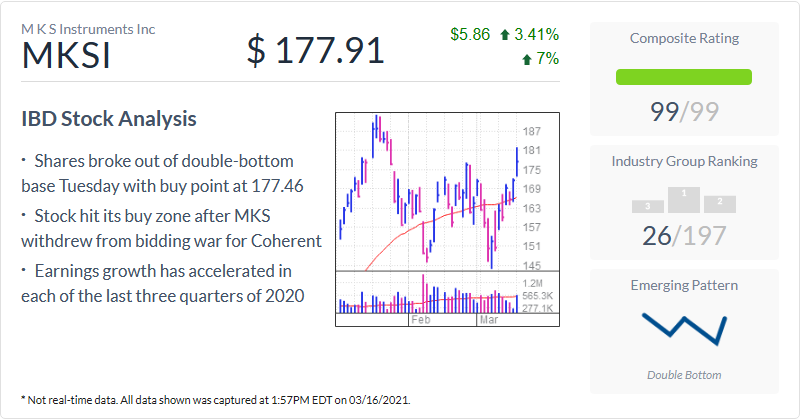 M K S Instruments Inc
MKSI
$ 177.91
$5.86 3.41%
7%
IBD Stock Analysis
· Shares broke out of double-bottom
base Tuesday with buy point at 177.46
· Stock hit its buy zone after MKS
withdrew from bidding war for Coherent
· Earnings growth has accelerated in
each of the last three quarters of 2020
187
181
175
169
163
157
151
145
1.2M
565.3K
277.1K
Feb Mar
Composite Rating
99/99
Industry Group Ranking
3 1 2
26/197
Emerging Pattern
Double Bottom
* Not real-time data. All data shown was captured at 1:57PM EDT on 03/16/2021.